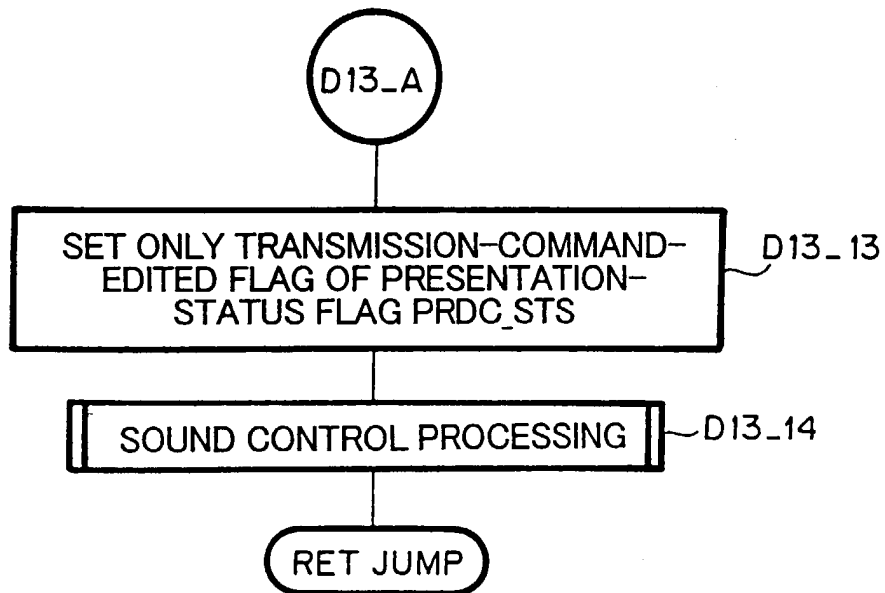 D13_A
SET ONLY TRANSMISSION-COMMAND-
EDITED FLAG OF PRESENTATION-
STATUS FLAG PRDC_STS
D13_13
SOUND CONTROL PROCESSING
D13_14
RET JUMP